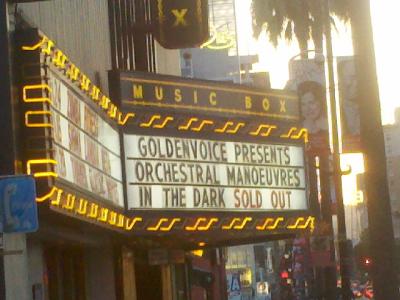 X
MUSIC BOX
GOLDENVOICE PRESENTS
ORCHESTRAL MANOEUVRES
IN THE DARK SOLD OUT